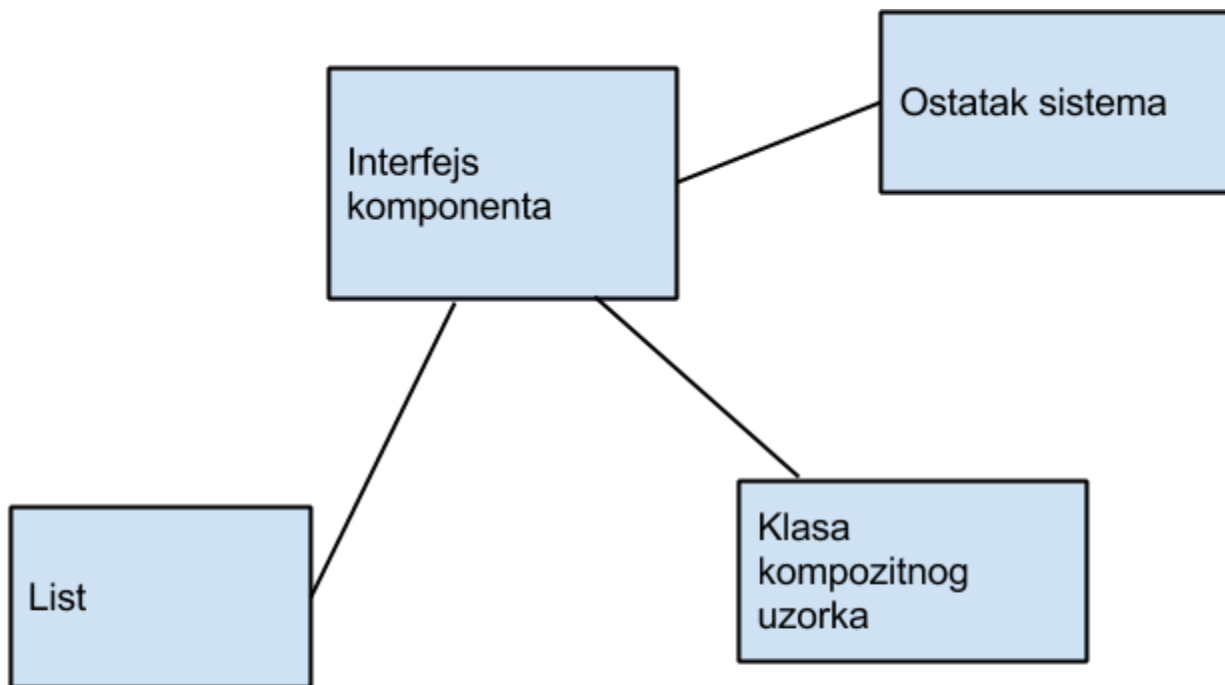 Ostatak sistema
Interfejs
komponenta
Klasa
kompozitnog
uzorka
List